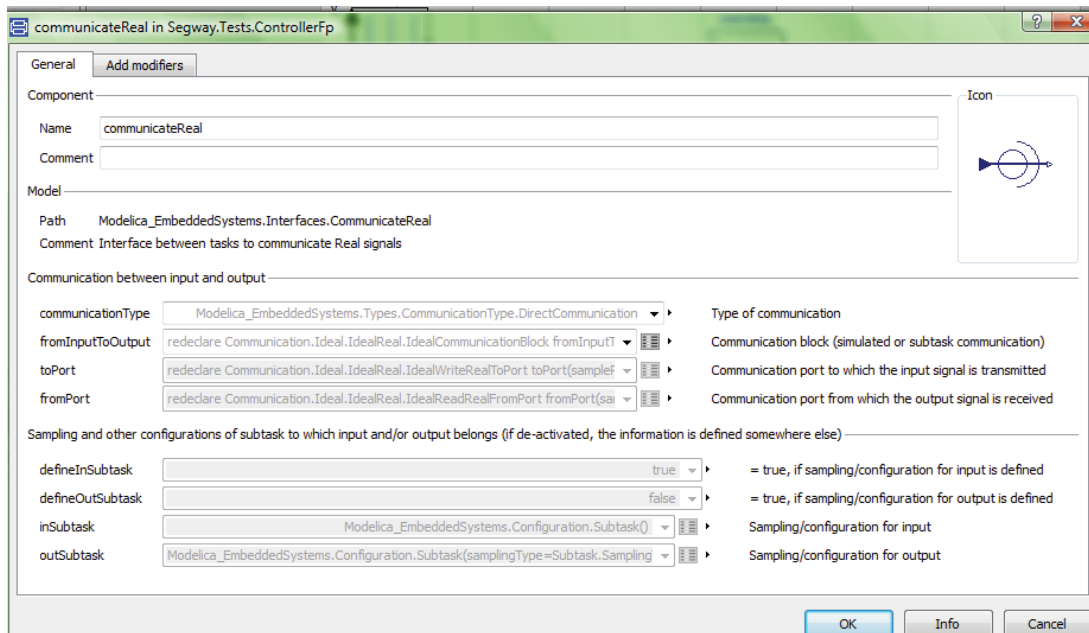 communicateReal in Segway.Tests.ControllerFp
General Add modifiers
Component
Icon
Name communicateReal
Comment
Model
Path Modelica_EmbeddedSystems.Interfaces.CommunicateReal
Comment Interface between tasks to communicate Real signals
Communication between input and output
communicationType Modelica_EmbeddedSystems.Types.CommunicationType.DirectCommunication Type of communication
fromInputToOutput redeclare Communication.Ideal.IdealReal.IdealCommunicationBlock fromInputT Communication block (simulated or subtask communication)
toPort redeclare Communication.Ideal.IdealReal.IdealWriteRealToPort toPort(sampleF Communication port to which the input signal is transmitted
fromPort redeclare Communication.Ideal.IdealReal.IdealReadRealFromPort fromPort(sar Communication port from which the output signal is received
Sampling and other configurations of subtask to which input and/or output belongs (if de-activated, the information is defined somewhere else)
defineInSubtask true = true, if sampling/configuration for input is defined
defineOutSubtask false = true, if sampling/configuration for output is defined
inSubtask Modelica_EmbeddedSystems.Configuration.Subtask() Sampling/configuration for input
outSubtask Modelica_EmbeddedSystems.Configuration.Subtask(samplingType=Subtask.Sampling Sampling/configuration for output
OK Info Cancel